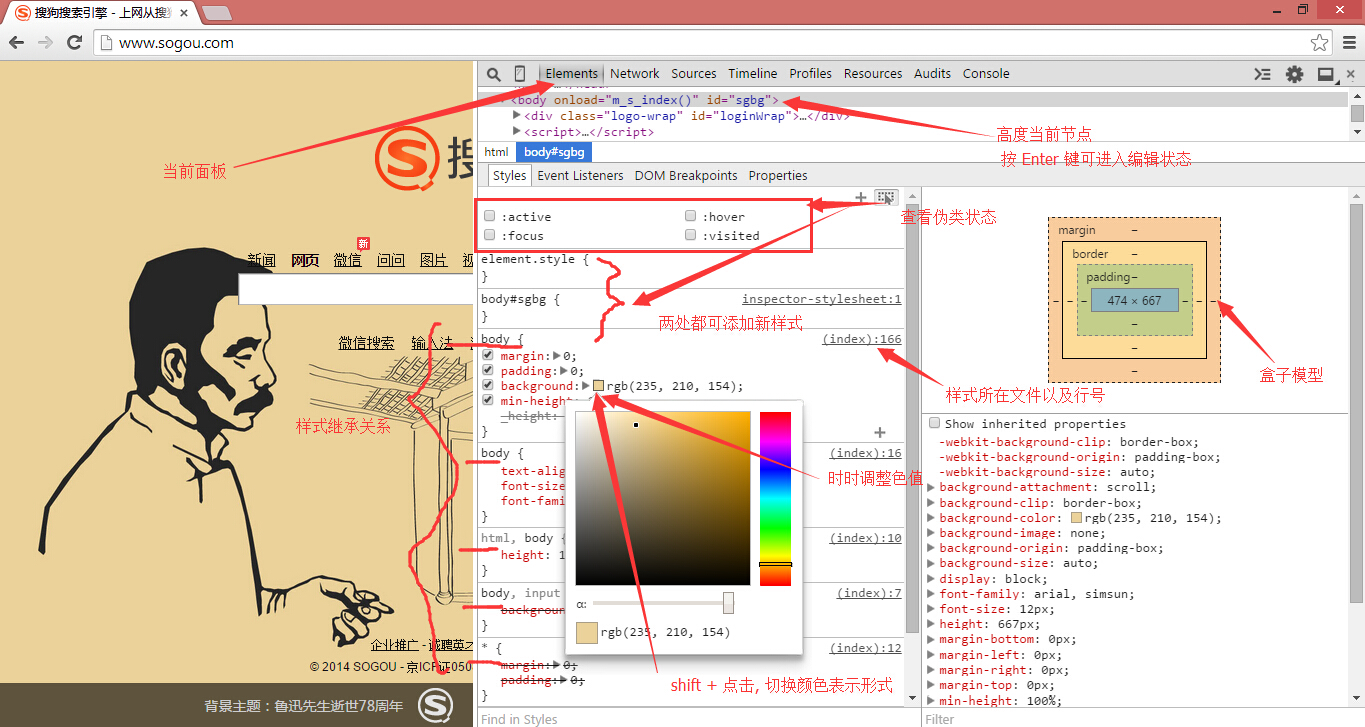 搜狗搜索引擎 - 上网从搜
www.sogou.com
Elements Network Sources Timeline Profiles Resources Audits Console
<body onload="m_s_index()" id="sgbg">
<div class="logo-wrap" id="loginWrap">…</div>
<script>…</script>
html body#sgbg
Styles Event Listeners DOM Breakpoints Properties
当前面板
高度当前节点
按 Enter 键可进入编辑状态
查看伪类状态
:active :hover
:focus :visited
element.style {
}
body#sgbg { inspector-stylesheet:1
}
两处都可添加新样式
body { (index):166
margin: 0;
padding: 0;
background: rgb(235, 210, 154);
min-height:
_height:
}
body { (index):16
text-alig
font-size
font-fami
}
html, body { (index):10
height: 1
}
body, input (index):7
backgroun
}
* { (index):12
margin: 0;
padding: 0;
}
Find in Styles
α:
rgb(235, 210, 154)
样式所在文件以及行号
时时调整色值
shift + 点击, 切换颜色表示形式
样式继承关系
盒子模型
margin –
border –
padding –
– – – 474 × 667 – – –
–
–
–
Show inherited properties
-webkit-background-clip: border-box;
-webkit-background-origin: padding-box;
-webkit-background-size: auto;
background-attachment: scroll;
background-clip: border-box;
background-color: rgb(235, 210, 154);
background-image: none;
background-origin: padding-box;
background-size: auto;
display: block;
font-family: arial, simsun;
font-size: 12px;
height: 667px;
margin-bottom: 0px;
margin-left: 0px;
margin-right: 0px;
margin-top: 0px;
min-height: 100%;
Filter
搜
新
新闻 网页 微信 问问 图片 视
微信搜索 输入法
企业推广 - 诚聘英才
© 2014 SOGOU - 京ICP证050
背景主题：鲁迅先生逝世78周年